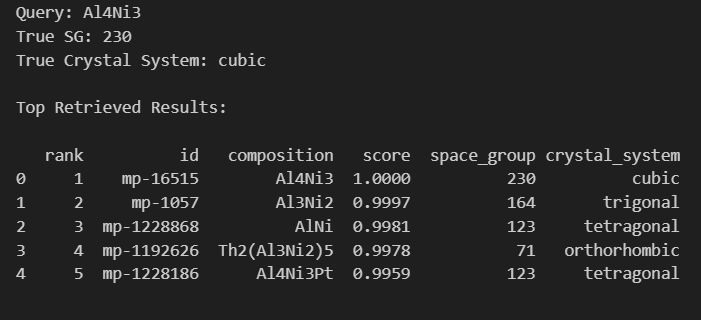 Query: Al4Ni3
True SG: 230
True Crystal System: cubic
Top Retrieved Results:
rank id composition score space_group crystal_system
0 1 mp-16515 Al4Ni3 1.0000 230 cubic
1 2 mp-1057 Al3Ni2 0.9997 164 trigonal
2 3 mp-1228868 AlNi 0.9981 123 tetragonal
3 4 mp-1192626 Th2(Al3Ni2)5 0.9978 71 orthorhombic
4 5 mp-1228186 Al4Ni3Pt 0.9959 123 tetragonal